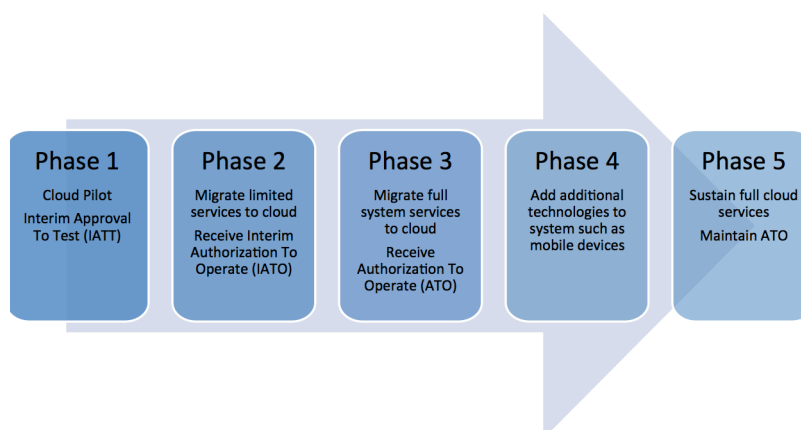 Phase 1
Cloud Pilot
Interim Approval
To Test (IATT)
Phase 2
Migrate limited
services to cloud
Receive Interim
Authorization To
Operate (IATO)
Phase 3
Migrate full
system services
to cloud
Receive
Authorization To
Operate (ATO)
Phase 4
Add additional
technologies to
system such as
mobile devices
Phase 5
Sustain full cloud
services
Maintain ATO